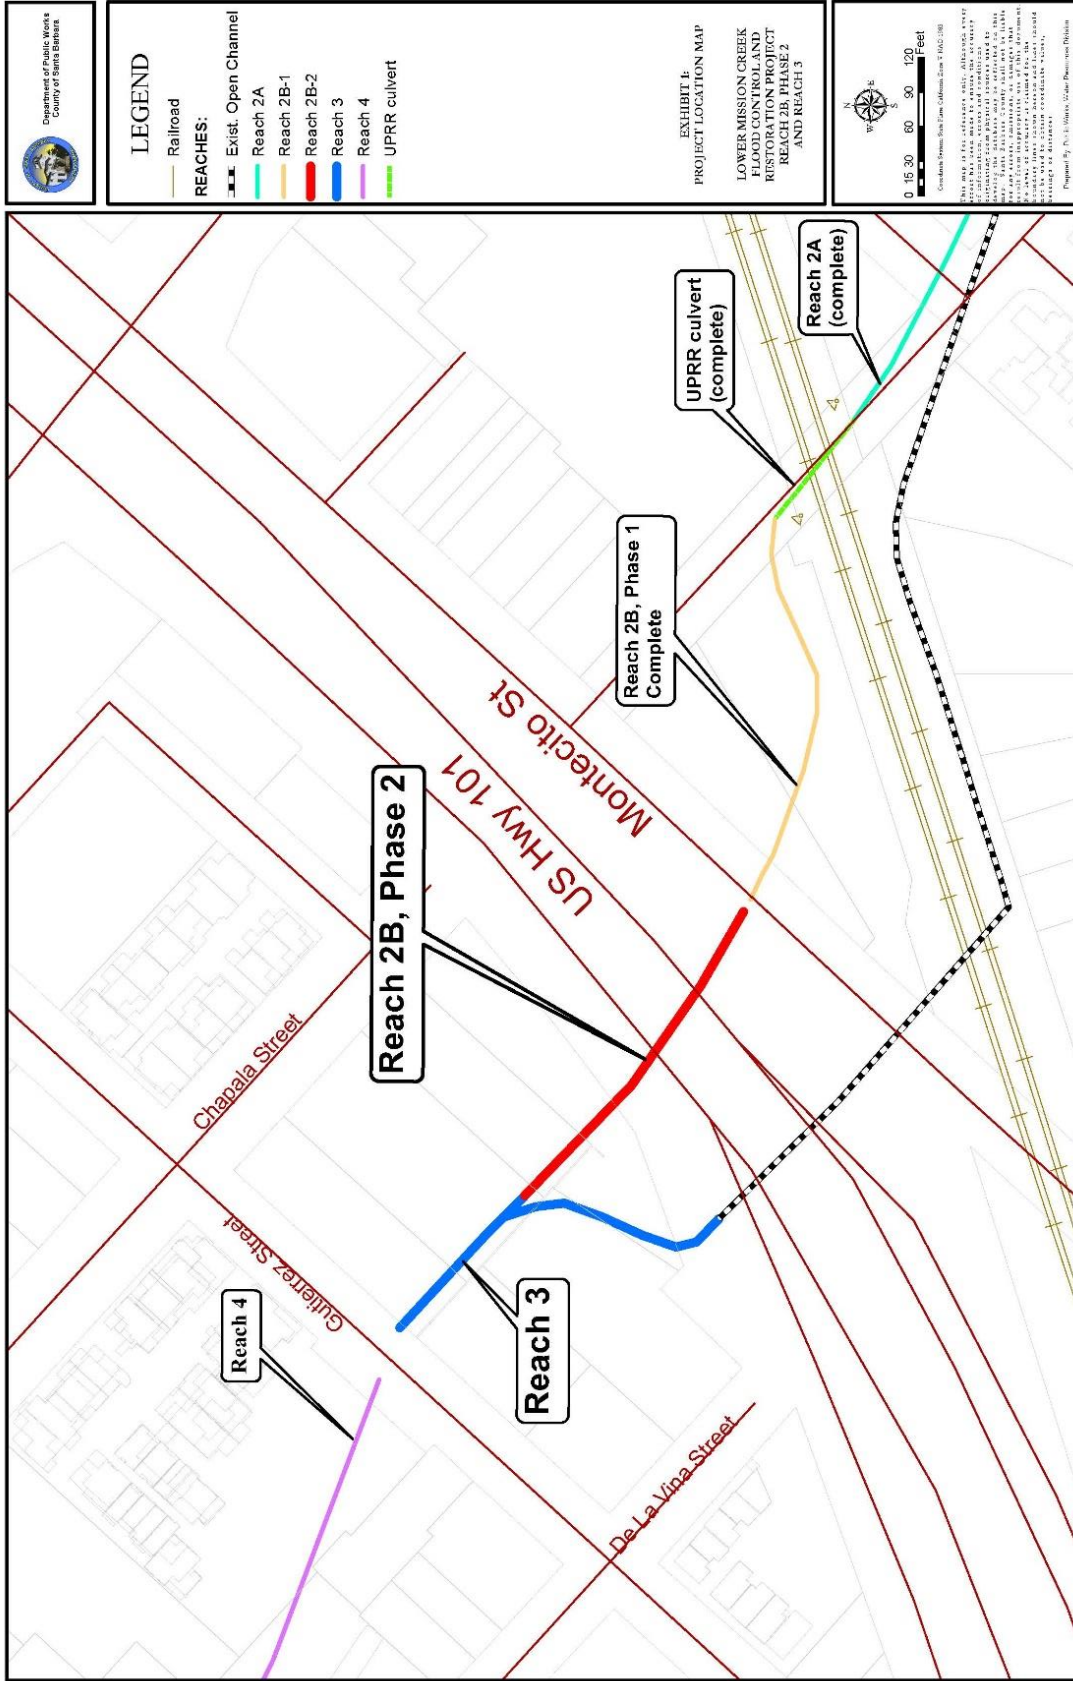 Department of Public Works
County of Santa Barbara
LEGEND
Railroad
REACHES:
Exist. Open Channel
Reach 2A
Reach 2B-1
Reach 2B-2
Reach 3
Reach 4
UPRR culvert
EXHIBIT 1:
PROJECT LOCATION MAP
LOWER MISSION CREEK
FLOOD CONTROL AND
RESTORATION PROJECT
REACH 2B, PHASE 2
AND REACH 3
N
W
E
S
0 15 30 60 90 120
Feet
Reach 4
Gutierrez Street
Chapala Street
Reach 3
De La Vina Street
Reach 2B, Phase 2
US Hwy 101
Montecito St
Reach 2B, Phase 1
Complete
UPRR culvert
(complete)
Reach 2A
(complete)